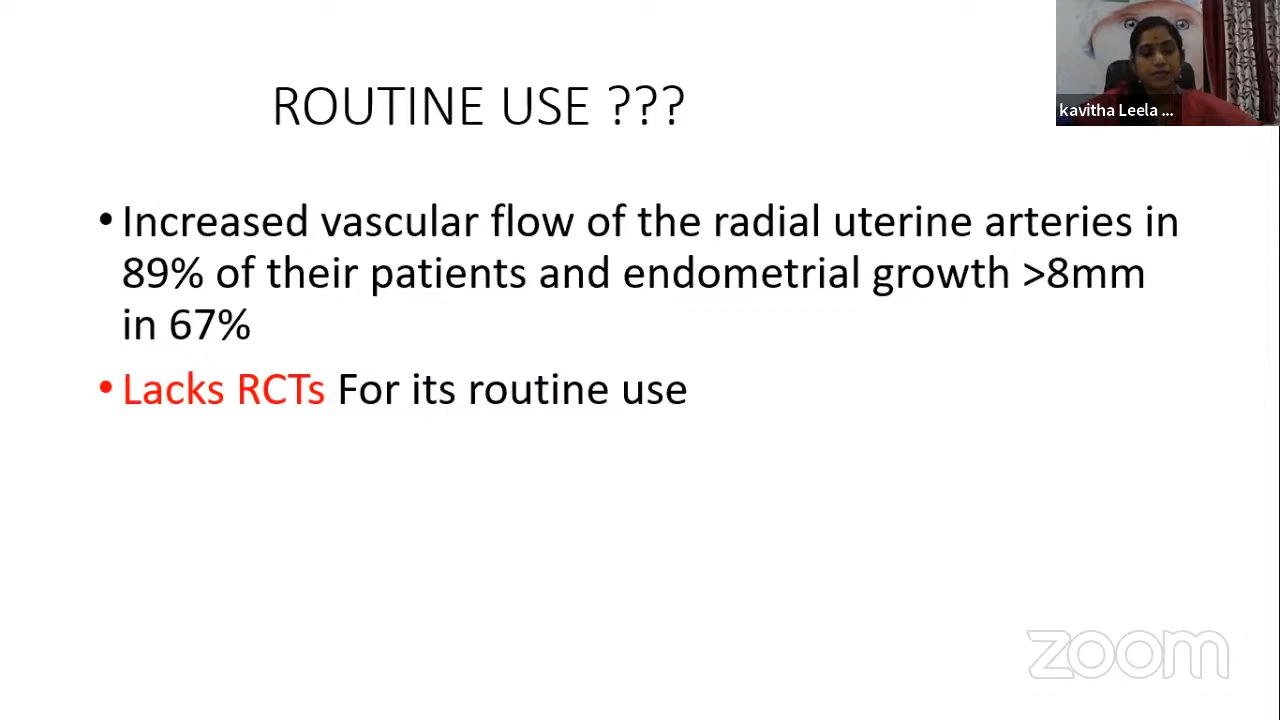 ROUTINE USE ???
kavitha Leela ...
•Increased vascular flow of the radial uterine arteries in
89% of their patients and endometrial growth >8mm
in 67%
•Lacks RCTs For its routine use
zoom